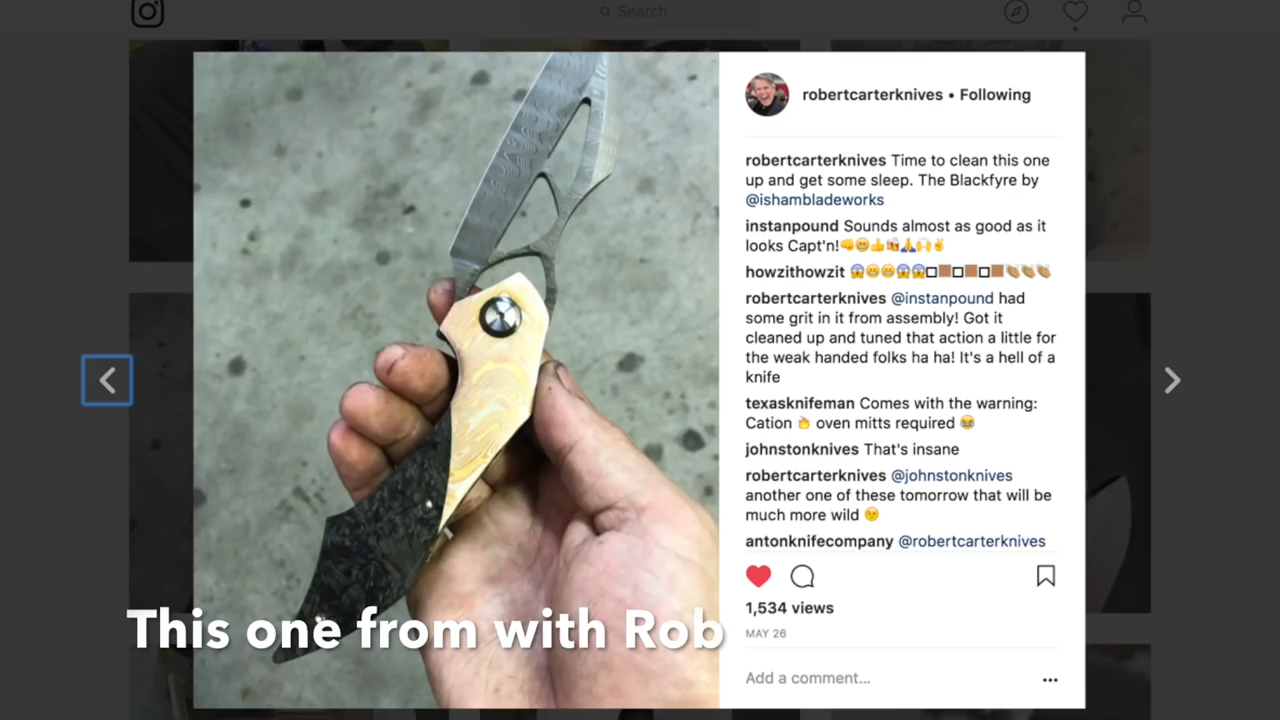 Search
robertcarterknives • Following
robertcarterknives Time to clean this one
up and get some sleep. The Blackfyre by
@ishambladeworks
instanpound Sounds almost as good as it
looks Capt'n!👊😁👍🍻🙏🙌✌
howzithowzit 😱😁😁😱😱◻🏽◻🏽◻🏽👏👏👏
robertcarterknives @instanpound had
some grit in it from assembly! Got it
cleaned up and tuned that action a little for
the weak handed folks ha ha! It's a hell of a
knife
texasknifeman Comes with the warning:
Cation 🔥 oven mitts required 😂
johnstonknives That's insane
robertcarterknives @johnstonknives
another one of these tomorrow that will be
much more wild 😉
antonknifecompany @robertcarterknives
1,534 views
MAY 26
Add a comment...
This one from with Rob